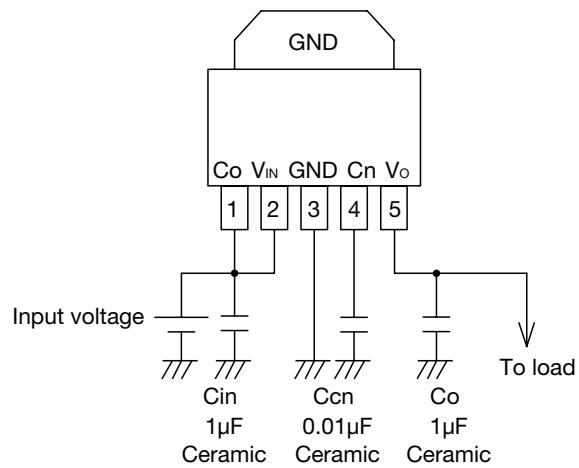 GND
Co VIN GND Cn VO
1 2 3 4 5
Input voltage
To load
Cin Ccn Co
1µF 0.01µF 1µF
Ceramic Ceramic Ceramic